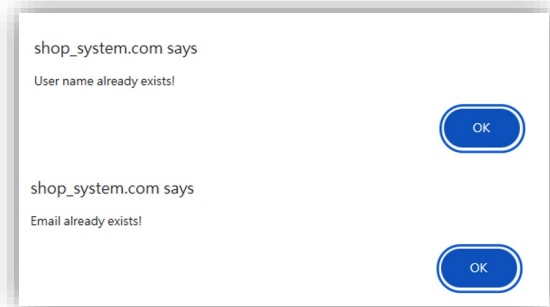 shop_system.com says
User name already exists!
OK
shop_system.com says
Email already exists!
OK